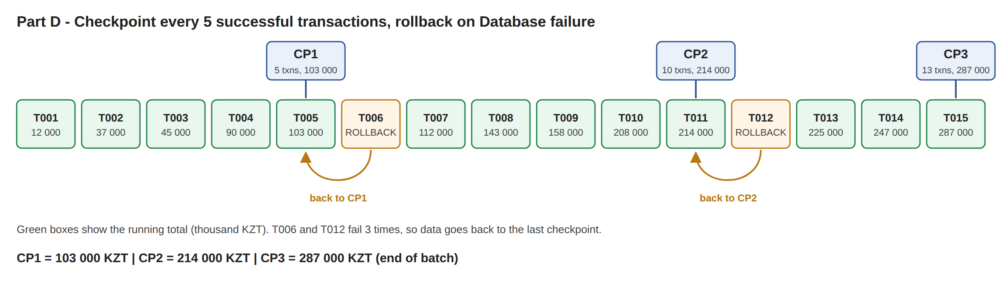 Part D - Checkpoint every 5 successful transactions, rollback on Database failure
CP1
5 txns, 103 000
CP2
10 txns, 214 000
CP3
13 txns, 287 000
T001
12 000
T002
37 000
T003
45 000
T004
90 000
T005
103 000
T006
ROLLBACK
T007
112 000
T008
143 000
T009
158 000
T010
208 000
T011
214 000
T012
ROLLBACK
T013
225 000
T014
247 000
T015
287 000
back to CP1
back to CP2
Green boxes show the running total (thousand KZT). T006 and T012 fail 3 times, so data goes back to the last checkpoint.
CP1 = 103 000 KZT | CP2 = 214 000 KZT | CP3 = 287 000 KZT (end of batch)